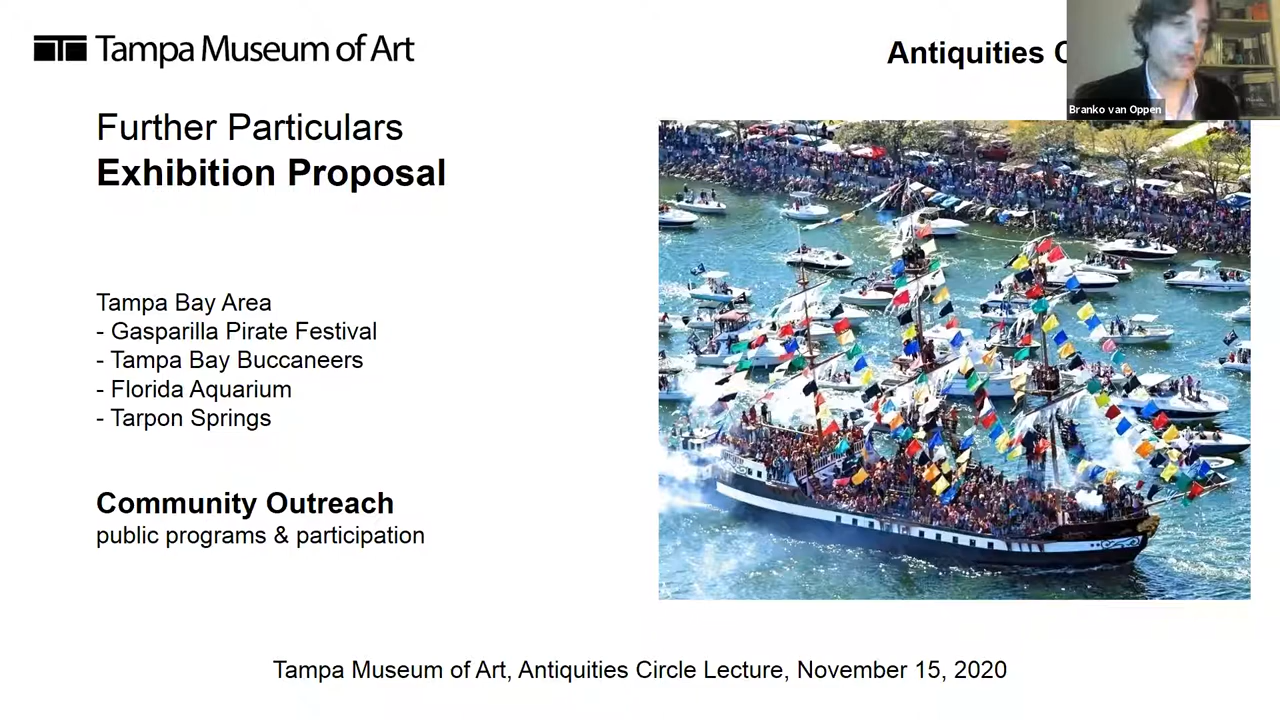 Tampa Museum of Art
Antiquities
Branko van Oppen
Further Particulars
Exhibition Proposal
Tampa Bay Area
- Gasparilla Pirate Festival
- Tampa Bay Buccaneers
- Florida Aquarium
- Tarpon Springs
Community Outreach
public programs & participation
Tampa Museum of Art, Antiquities Circle Lecture, November 15, 2020